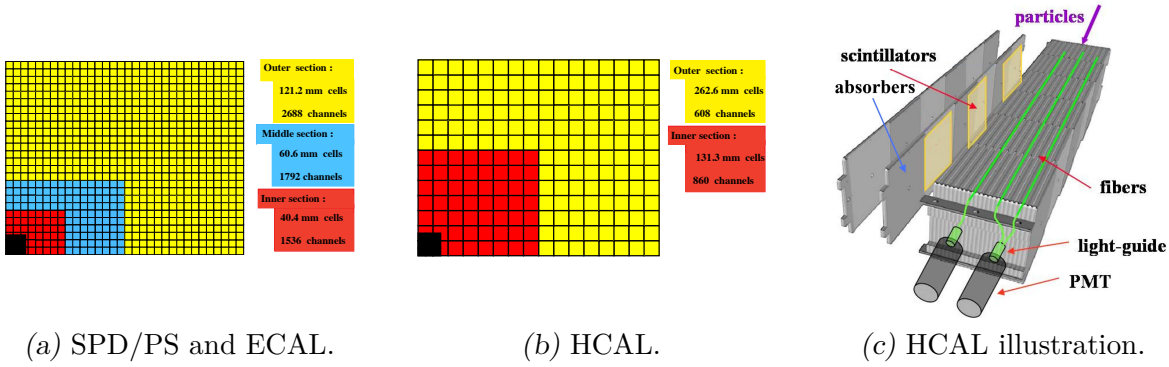 Outer section :
121.2 mm cells
2688 channels
Middle section :
60.6 mm cells
1792 channels
Inner section :
40.4 mm cells
1536 channels
Outer section :
262.6 mm cells
608 channels
Inner section :
131.3 mm cells
860 channels
particles
scintillators
absorbers
fibers
light-guide
PMT
(a) SPD/PS and ECAL.
(b) HCAL.
(c) HCAL illustration.